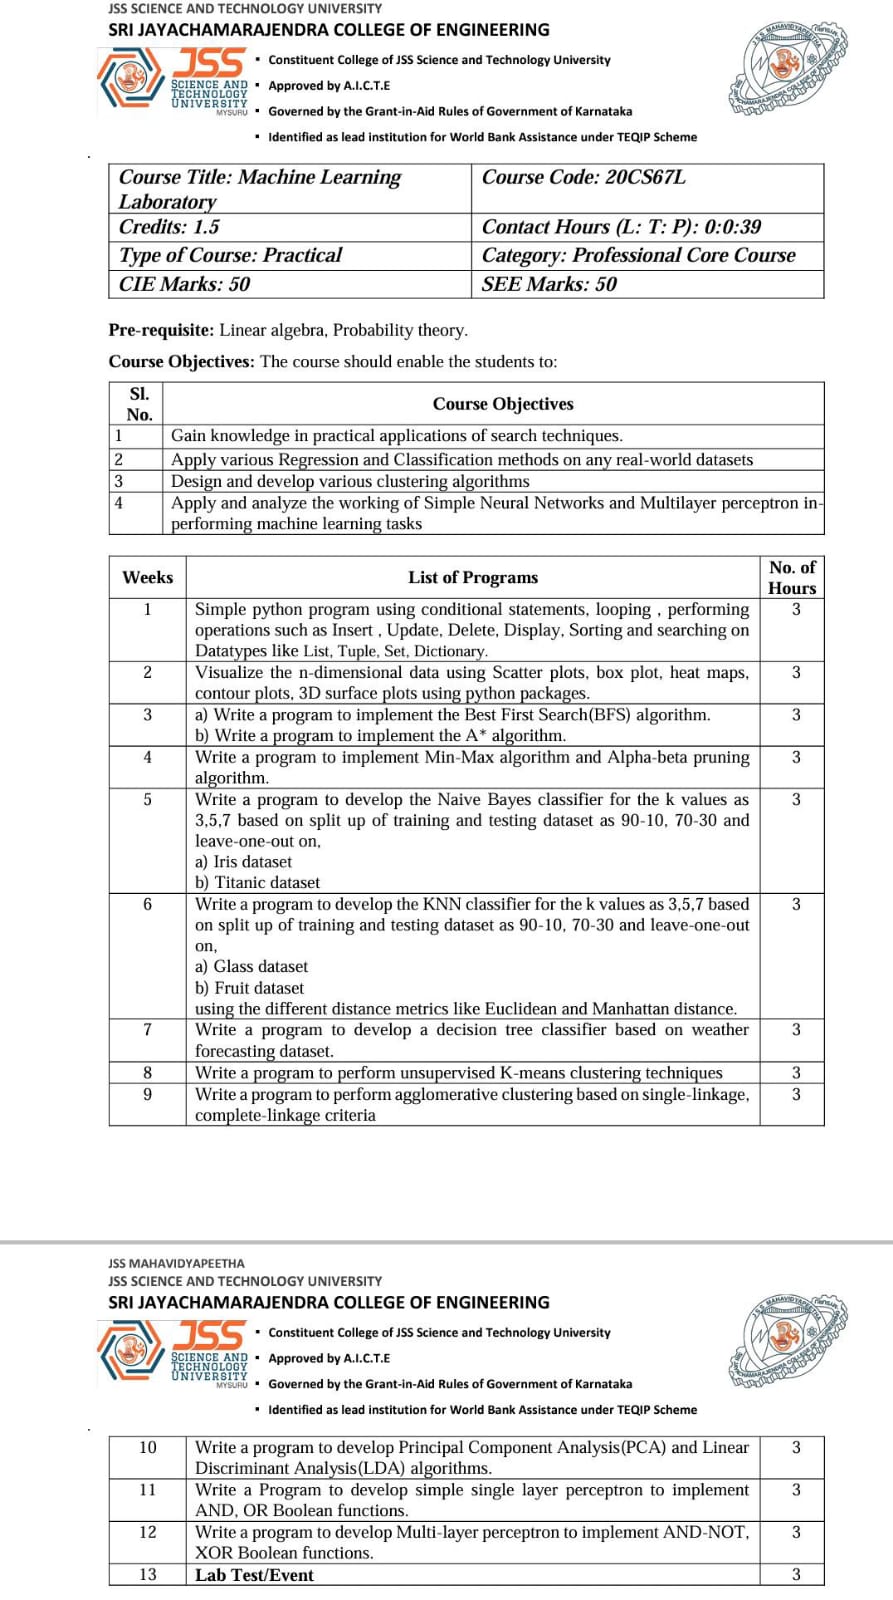 JSS SCIENCE AND TECHNOLOGY UNIVERSITY
SRI JAYACHAMARAJENDRA COLLEGE OF ENGINEERING
JSS
SCIENCE AND
TECHNOLOGY
UNIVERSITY
MYSURU
▪ Constituent College of JSS Science and Technology University
▪ Approved by A.I.C.T.E
▪ Governed by the Grant-in-Aid Rules of Government of Karnataka
▪ Identified as lead institution for World Bank Assistance under TEQIP Scheme
.
Course Title: Machine Learning
Laboratory
Course Code: 20CS67L
Credits: 1.5
Contact Hours (L: T: P): 0:0:39
Type of Course: Practical
Category: Professional Core Course
CIE Marks: 50
SEE Marks: 50
Pre-requisite: Linear algebra, Probability theory.
Course Objectives: The course should enable the students to:
Sl.
No.
Course Objectives
1 Gain knowledge in practical applications of search techniques.
2 Apply various Regression and Classification methods on any real-world datasets
3 Design and develop various clustering algorithms
4 Apply and analyze the working of Simple Neural Networks and Multilayer perceptron in-
performing machine learning tasks
Weeks
List of Programs
No. of
Hours
1 Simple python program using conditional statements, looping , performing 3
operations such as Insert , Update, Delete, Display, Sorting and searching on
Datatypes like List, Tuple, Set, Dictionary.
2 Visualize the n-dimensional data using Scatter plots, box plot, heat maps, 3
contour plots, 3D surface plots using python packages.
3 a) Write a program to implement the Best First Search(BFS) algorithm. 3
b) Write a program to implement the A* algorithm.
4 Write a program to implement Min-Max algorithm and Alpha-beta pruning 3
algorithm.
5 Write a program to develop the Naive Bayes classifier for the k values as 3
3,5,7 based on split up of training and testing dataset as 90-10, 70-30 and
leave-one-out on,
a) Iris dataset
b) Titanic dataset
6 Write a program to develop the KNN classifier for the k values as 3,5,7 based 3
on split up of training and testing dataset as 90-10, 70-30 and leave-one-out
on,
a) Glass dataset
b) Fruit dataset
using the different distance metrics like Euclidean and Manhattan distance.
7 Write a program to develop a decision tree classifier based on weather 3
forecasting dataset.
8 Write a program to perform unsupervised K-means clustering techniques 3
9 Write a program to perform agglomerative clustering based on single-linkage, 3
complete-linkage criteria
JSS MAHAVIDYAPEETHA
JSS SCIENCE AND TECHNOLOGY UNIVERSITY
SRI JAYACHAMARAJENDRA COLLEGE OF ENGINEERING
JSS
SCIENCE AND
TECHNOLOGY
UNIVERSITY
MYSURU
▪ Constituent College of JSS Science and Technology University
▪ Approved by A.I.C.T.E
▪ Governed by the Grant-in-Aid Rules of Government of Karnataka
▪ Identified as lead institution for World Bank Assistance under TEQIP Scheme
.
10 Write a program to develop Principal Component Analysis(PCA) and Linear 3
Discriminant Analysis(LDA) algorithms.
11 Write a Program to develop simple single layer perceptron to implement 3
AND, OR Boolean functions.
12 Write a program to develop Multi-layer perceptron to implement AND-NOT, 3
XOR Boolean functions.
13 Lab Test/Event 3